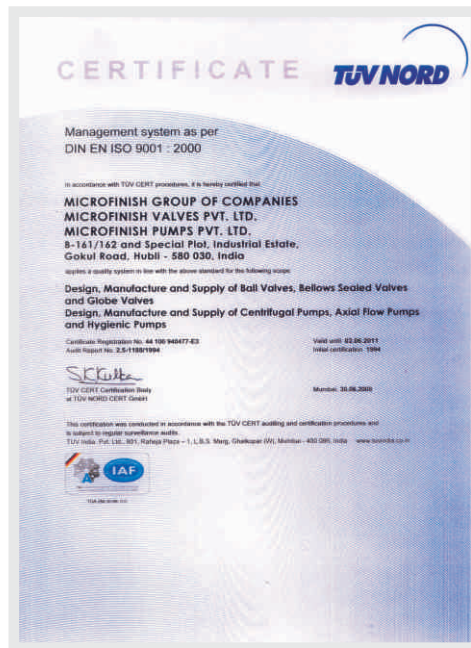 CERTIFICATE
TÜV NORD
Management system as per
DIN EN ISO 9001 : 2000
In accordance with TÜV CERT procedures, it is hereby certified that
MICROFINISH GROUP OF COMPANIES
MICROFINISH VALVES PVT. LTD.
MICROFINISH PUMPS PVT. LTD.
B-161/162 and Special Plot, Industrial Estate,
Gokul Road, Hubli - 580 030, India
applies a quality system in line with the above standard for the following scope
Design, Manufacture and Supply of Ball Valves, Bellows Sealed Valves
and Globe Valves
Design, Manufacture and Supply of Centrifugal Pumps, Axial Flow Pumps
and Hygienic Pumps
Certificate Registration No. 44 100 940477-E3
Valid until 02.06.2011
Audit Report No. 2.5-1188/1994
Initial certification 1994
TÜV CERT Certification Body
at TÜV NORD CERT GmbH
Mumbai, 30.06.2008
This certification was conducted in accordance with the TÜV CERT auditing and certification procedures and
is subject to regular surveillance audits.
TÜV India Pvt. Ltd., 801, Raheja Plaza – 1, L.B.S. Marg, Ghatkopar (W), Mumbai - 400 086, India www.tuvindia.co.in
IAF